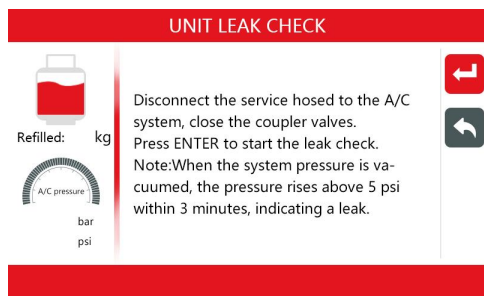 UNIT LEAK CHECK
Refilled: kg
A/C pressure
bar
psi
Disconnect the service hosed to the A/C
system, close the coupler valves.
Press ENTER to start the leak check.
Note:When the system pressure is va-
cuumed, the pressure rises above 5 psi
within 3 minutes, indicating a leak.